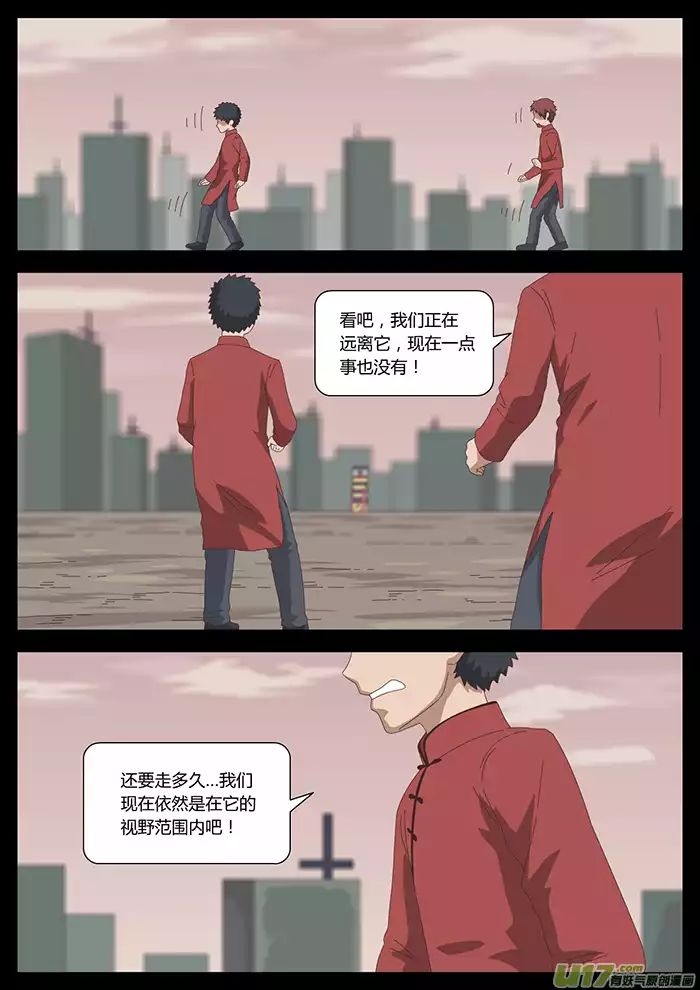 看吧，我们正在
远离它，现在一点
事也没有！
还要走多久...我们
现在依然是在它的
视野范围内吧！
U17.com
有妖气原创漫画